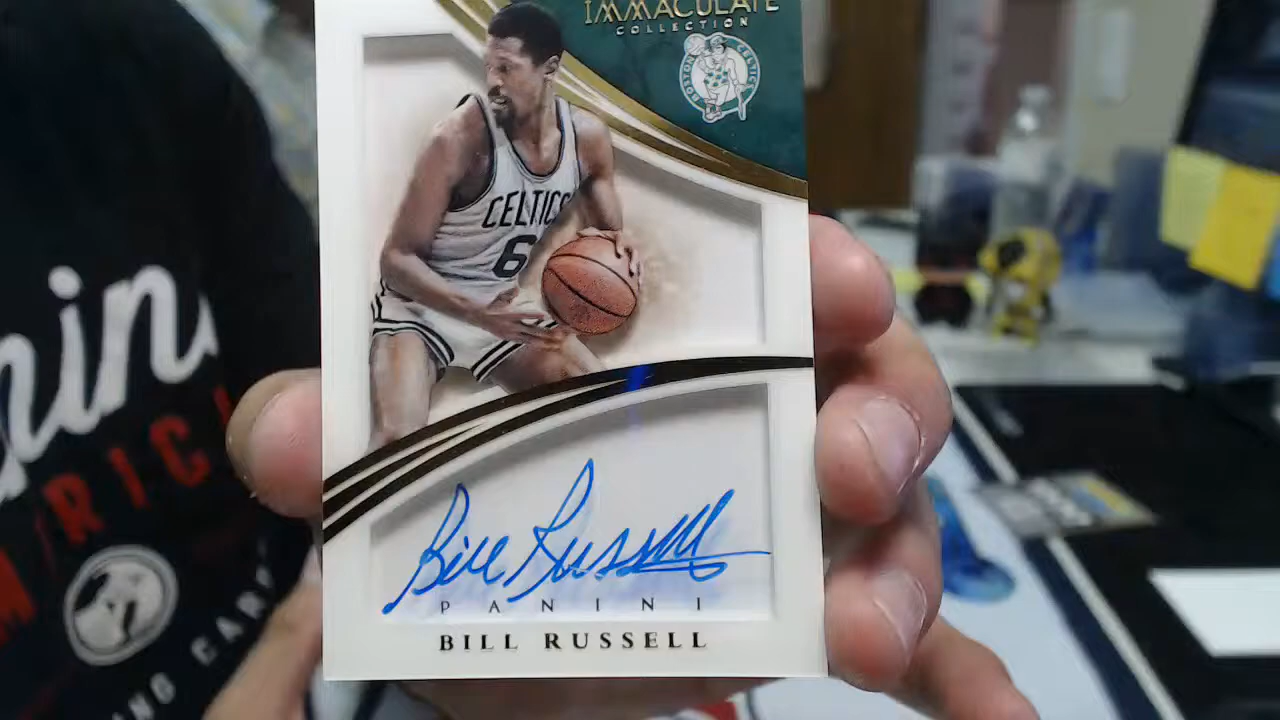 IMMACULATE
COLLECTION
BOSTON CELTICS
CELTICS
6
Bill Russell
PANINI
BILL RUSSELL